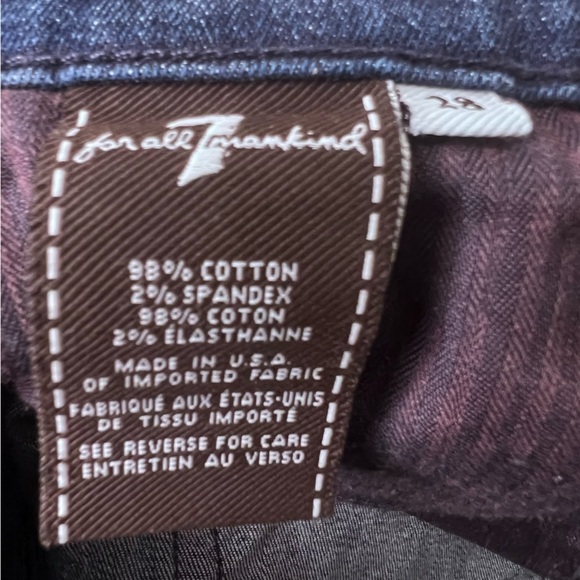 28
for all 7 mankind
98% COTTON
2% SPANDEX
98% COTON
2% ÉLASTHANNE
MADE IN U.S.A.
OF IMPORTED FABRIC
FABRIQUÉ AUX ÉTATS-UNIS
DE TISSU IMPORTÉ
SEE REVERSE FOR CARE
ENTRETIEN AU VERSO